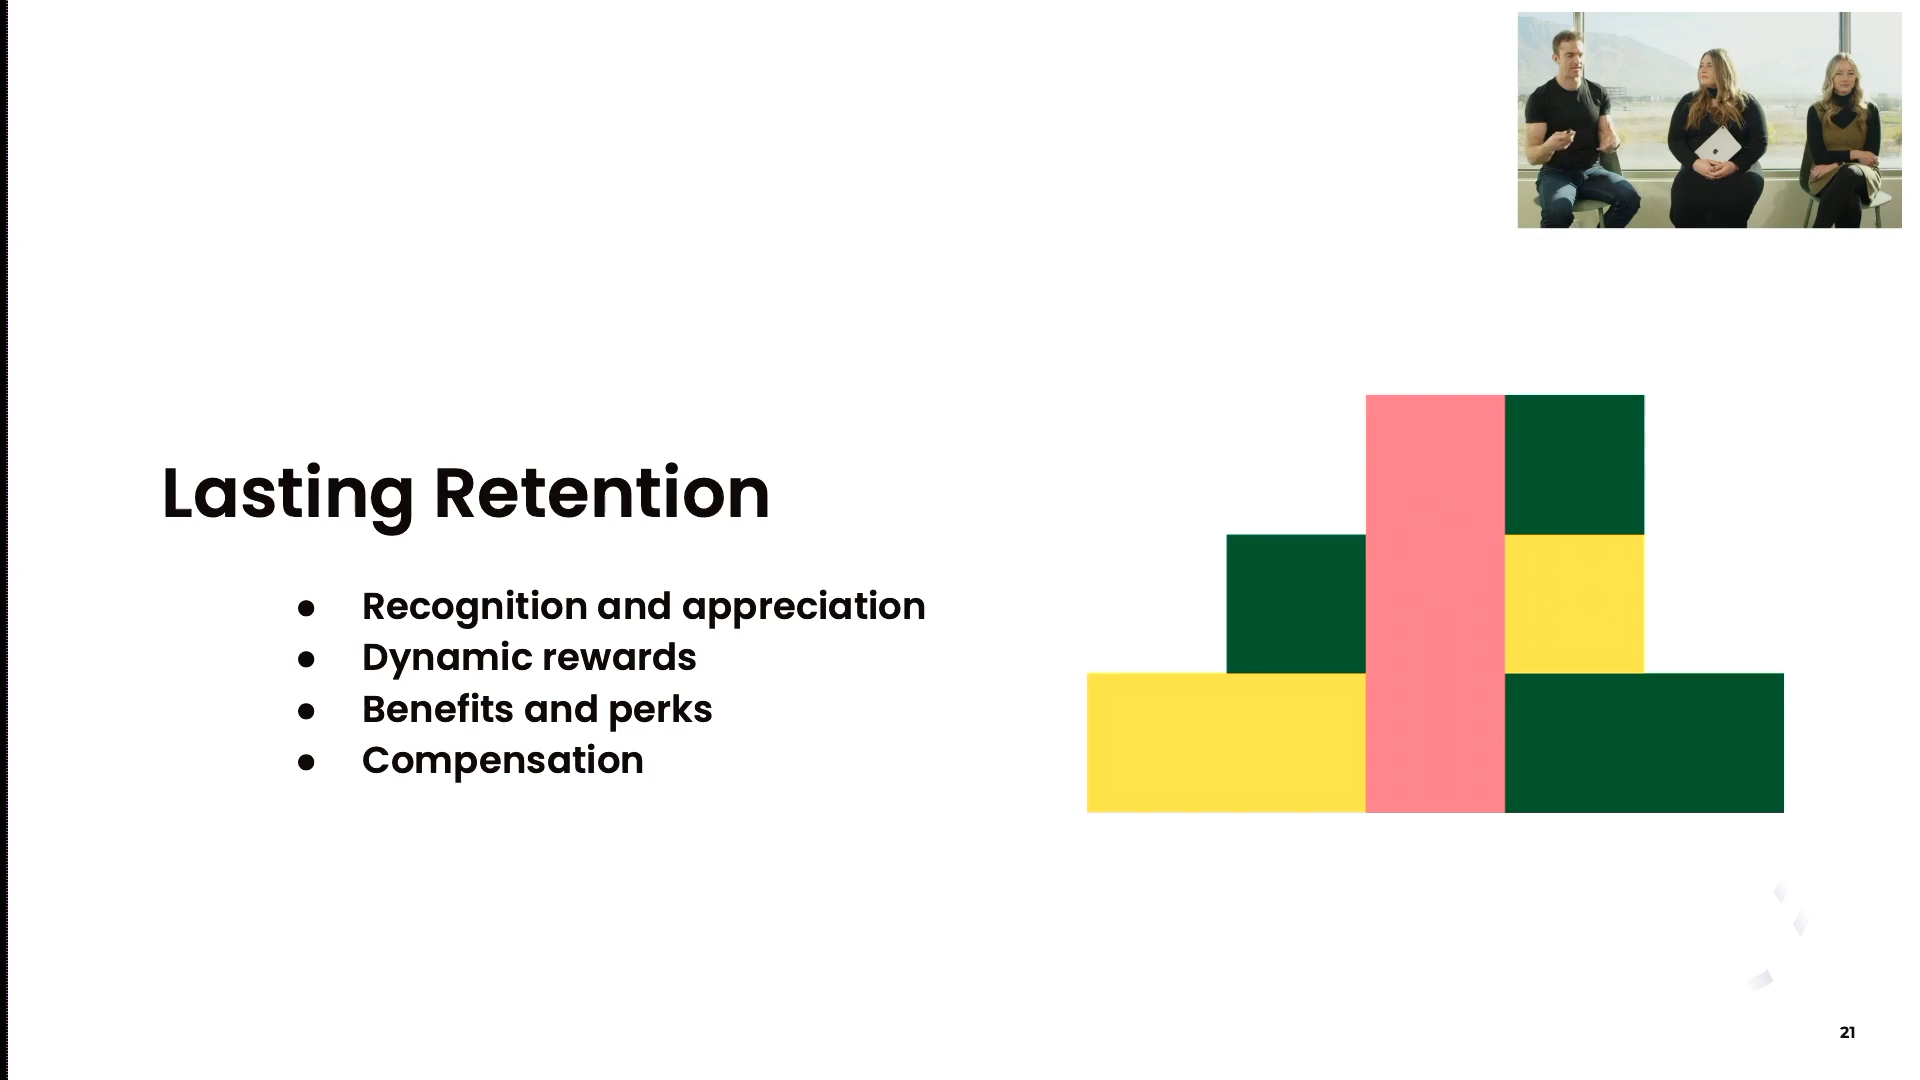 Lasting Retention
● Recognition and appreciation
● Dynamic rewards
● Benefits and perks
● Compensation
21